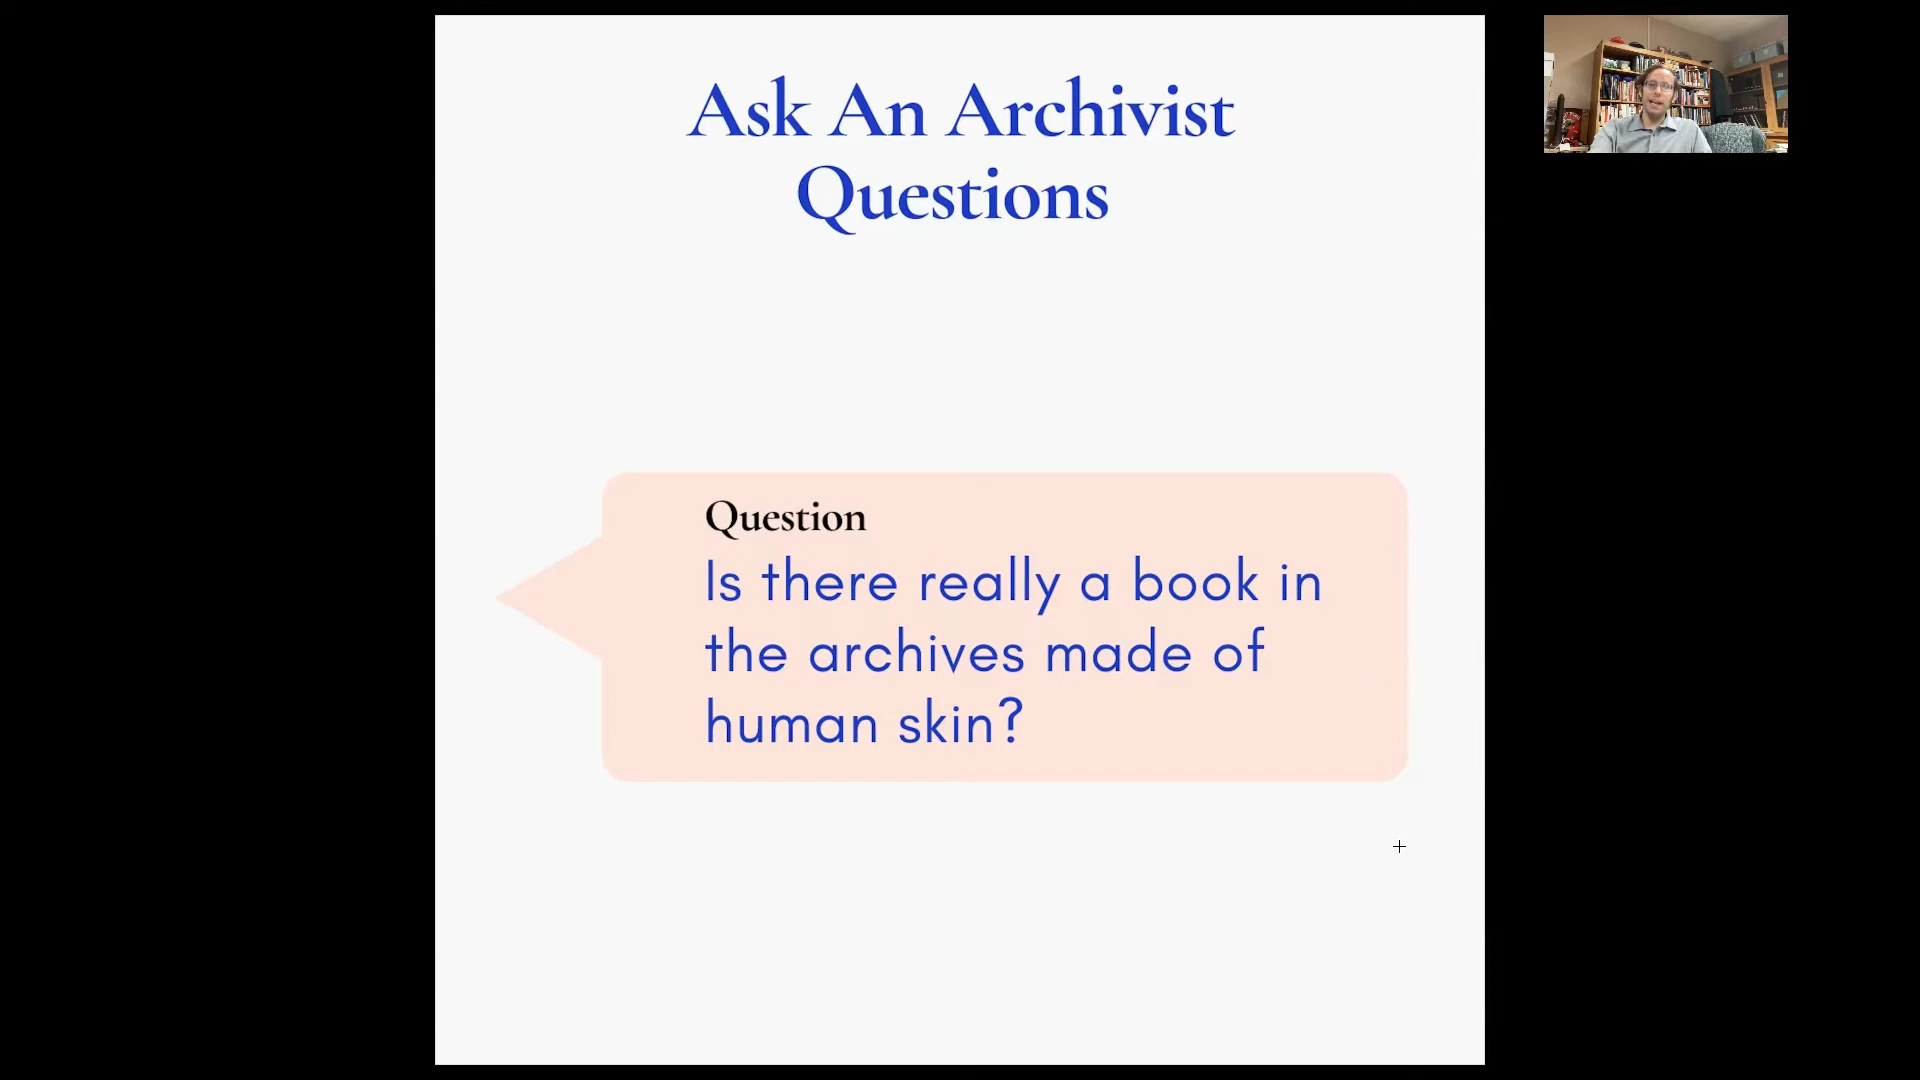 Ask An Archivist
Questions
Question
Is there really a book in
the archives made of
human skin?